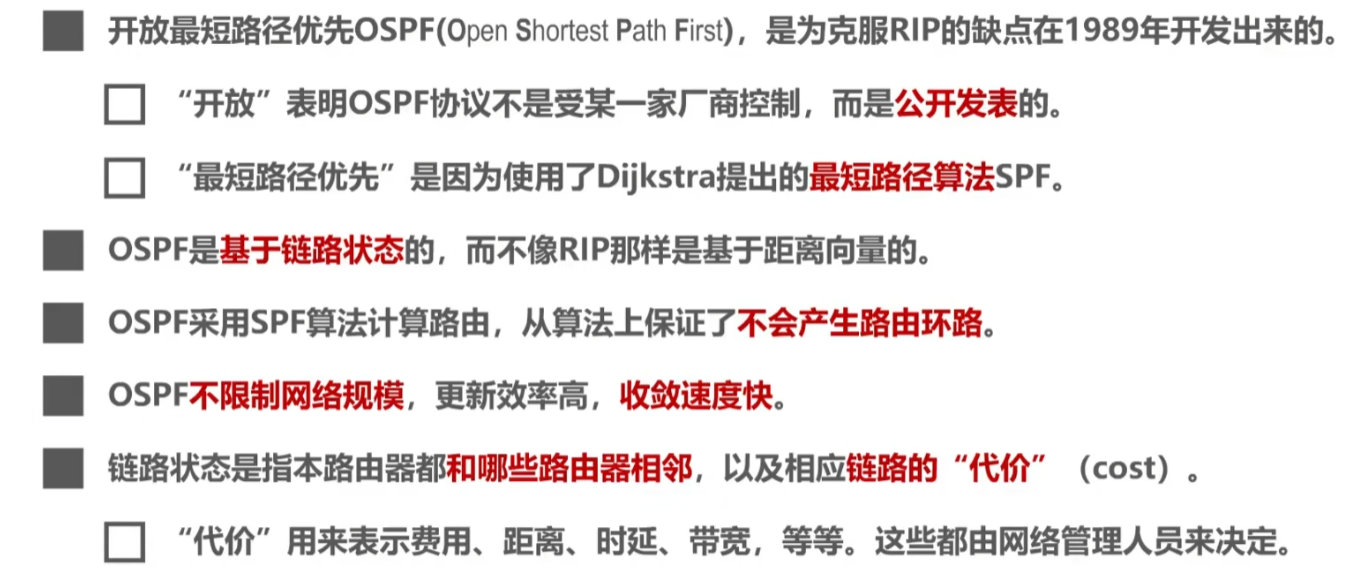 开放最短路径优先OSPF(Open Shortest Path First)，是为克服RIP的缺点在1989年开发出来的。
“开放”表明OSPF协议不是受某一家厂商控制，而是公开发表的。
“最短路径优先”是因为使用了Dijkstra提出的最短路径算法SPF。
OSPF是基于链路状态的，而不像RIP那样是基于距离向量的。
OSPF采用SPF算法计算路由，从算法上保证了不会产生路由环路。
OSPF不限制网络规模，更新效率高，收敛速度快。
链路状态是指本路由器都和哪些路由器相邻，以及相应链路的“代价”（cost）。
“代价”用来表示费用、距离、时延、带宽，等等。这些都由网络管理人员来决定。